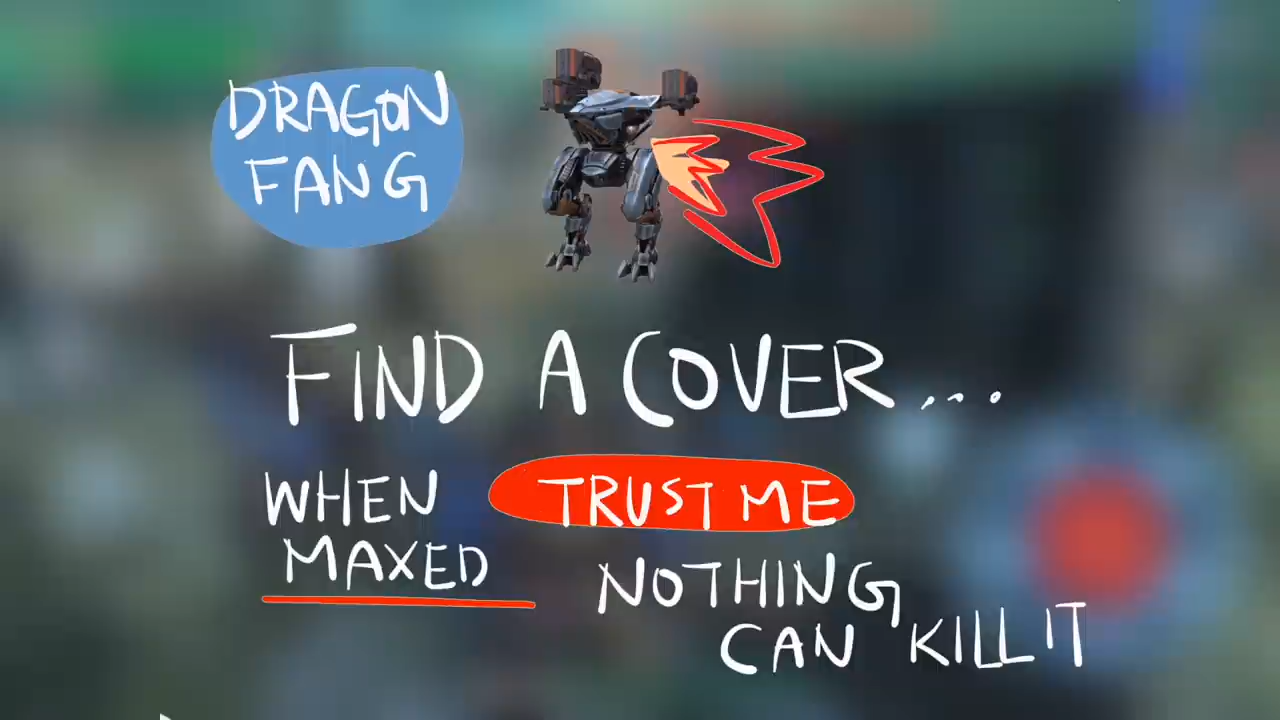 DRAGON
FANG
FIND A COVER...
WHEN
MAXED
TRUST ME
NOTHING
CAN KILL IT